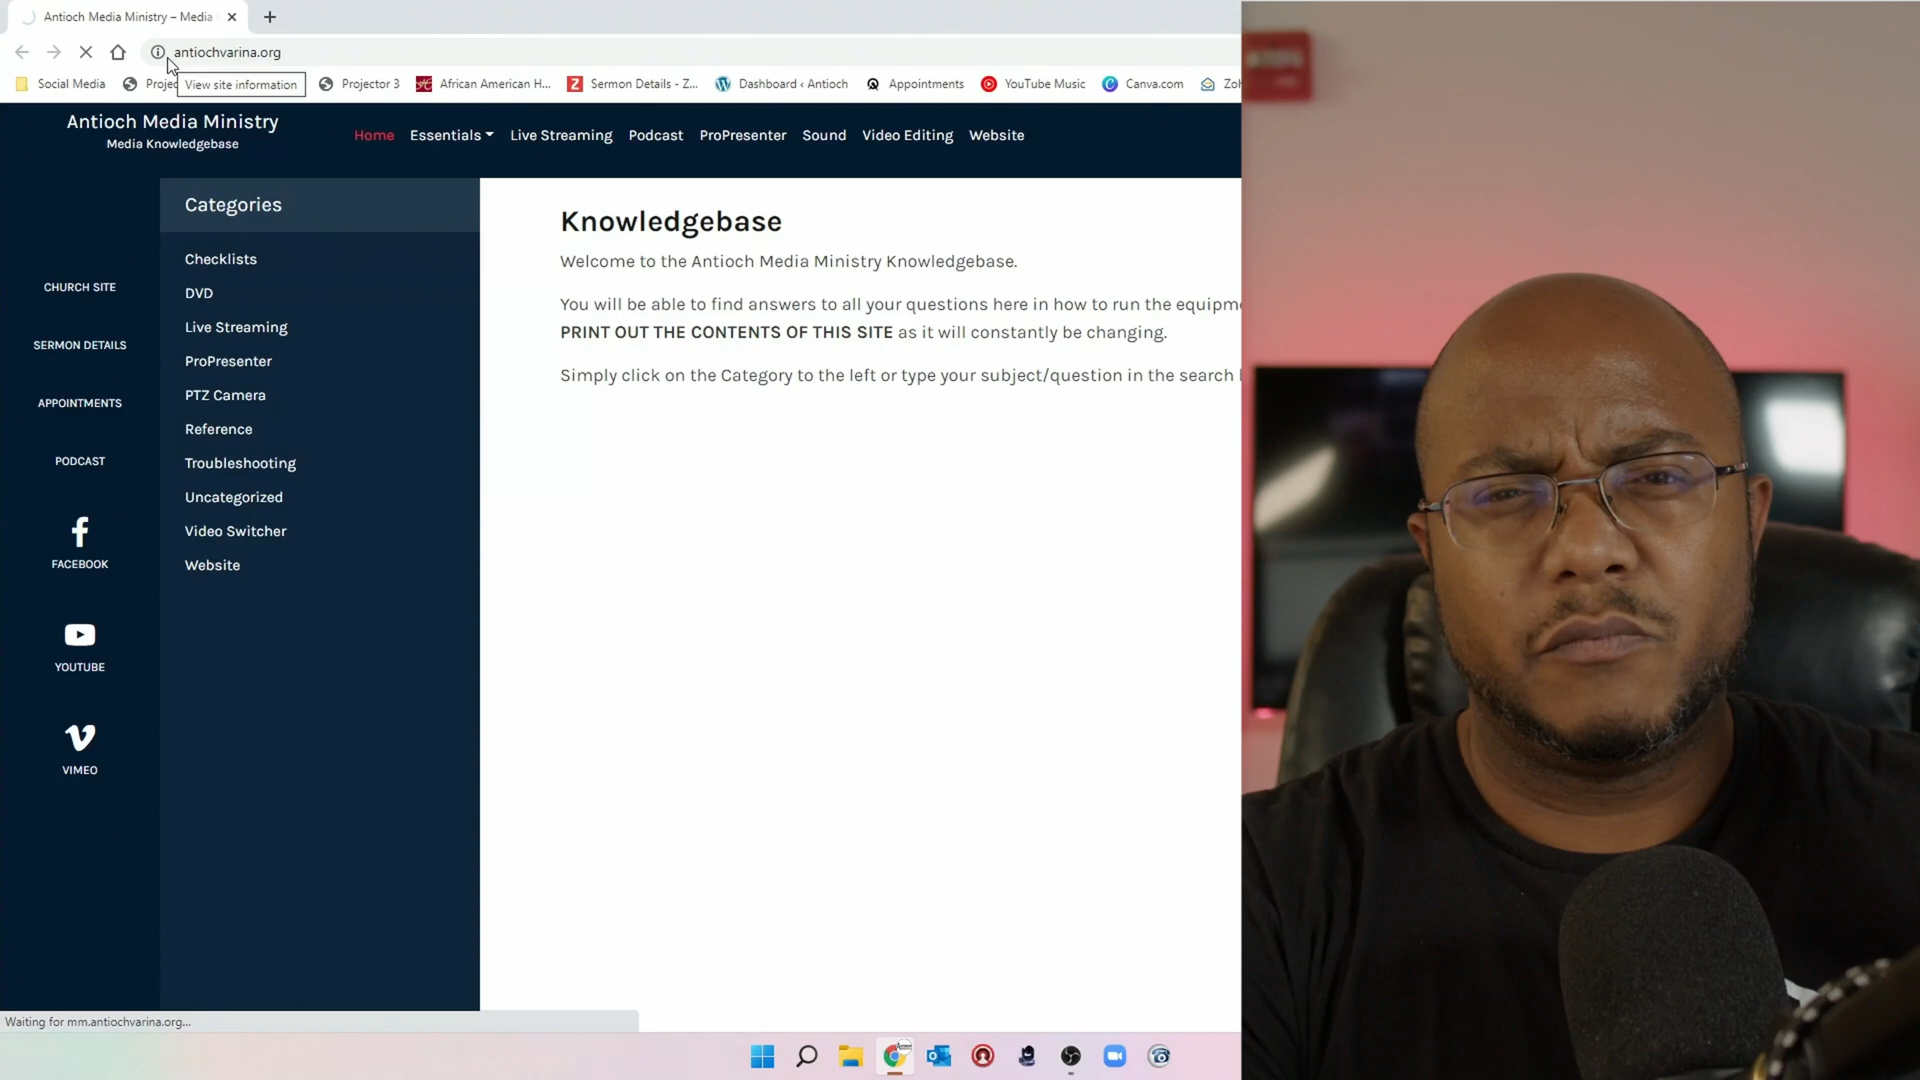 Antioch Media Ministry – Media
antiochvarina.org
Social Media
Proje
View site information
Projector 3
African American H...
Sermon Details - Z...
Dashboard ‹ Antioch
Appointments
YouTube Music
Canva.com
Zoh
Antioch Media Ministry
Media Knowledgebase
Home
Essentials
Live Streaming
Podcast
ProPresenter
Sound
Video Editing
Website
CHURCH SITE
SERMON DETAILS
APPOINTMENTS
PODCAST
FACEBOOK
YOUTUBE
VIMEO
Categories
Checklists
DVD
Live Streaming
ProPresenter
PTZ Camera
Reference
Troubleshooting
Uncategorized
Video Switcher
Website
Knowledgebase
Welcome to the Antioch Media Ministry Knowledgebase.
You will be able to find answers to all your questions here in how to run the equipme
PRINT OUT THE CONTENTS OF THIS SITE as it will constantly be changing.
Simply click on the Category to the left or type your subject/question in the search
Waiting for mm.antiochvarina.org...